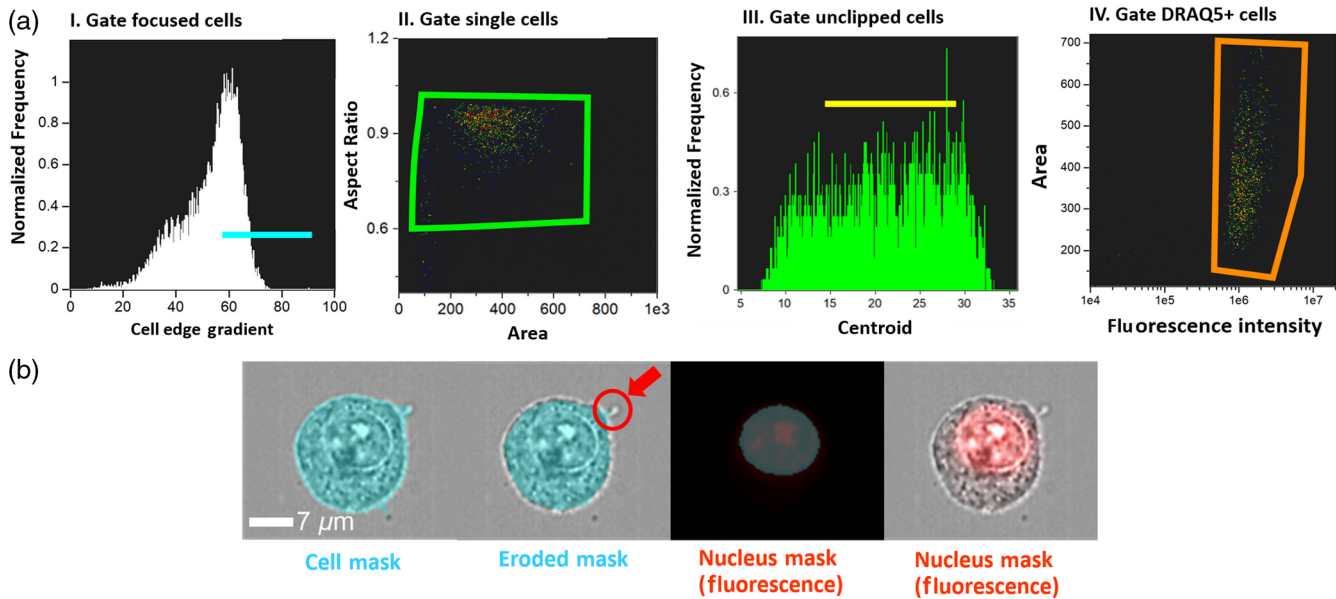 (a)
I. Gate focused cells
Normalized Frequency
1
0.8
0.6
0.4
0.2
0
0 20 40 60 80 100
Cell edge gradient
II. Gate single cells
Aspect Ratio
1.2
0.9
0.6
0 300 600 900 1e3
Area
III. Gate unclipped cells
Normalized Frequency
0.6
0.3
0
5 10 15 20 25 30 35
Centroid
IV. Gate DRAQ5+ cells
Area
700
600
500
400
300
200
1e4 1e5 1e6 1e7
Fluorescence intensity
(b)
7 µm
Cell mask
Eroded mask
Nucleus mask
(fluorescence)
Nucleus mask
(fluorescence)